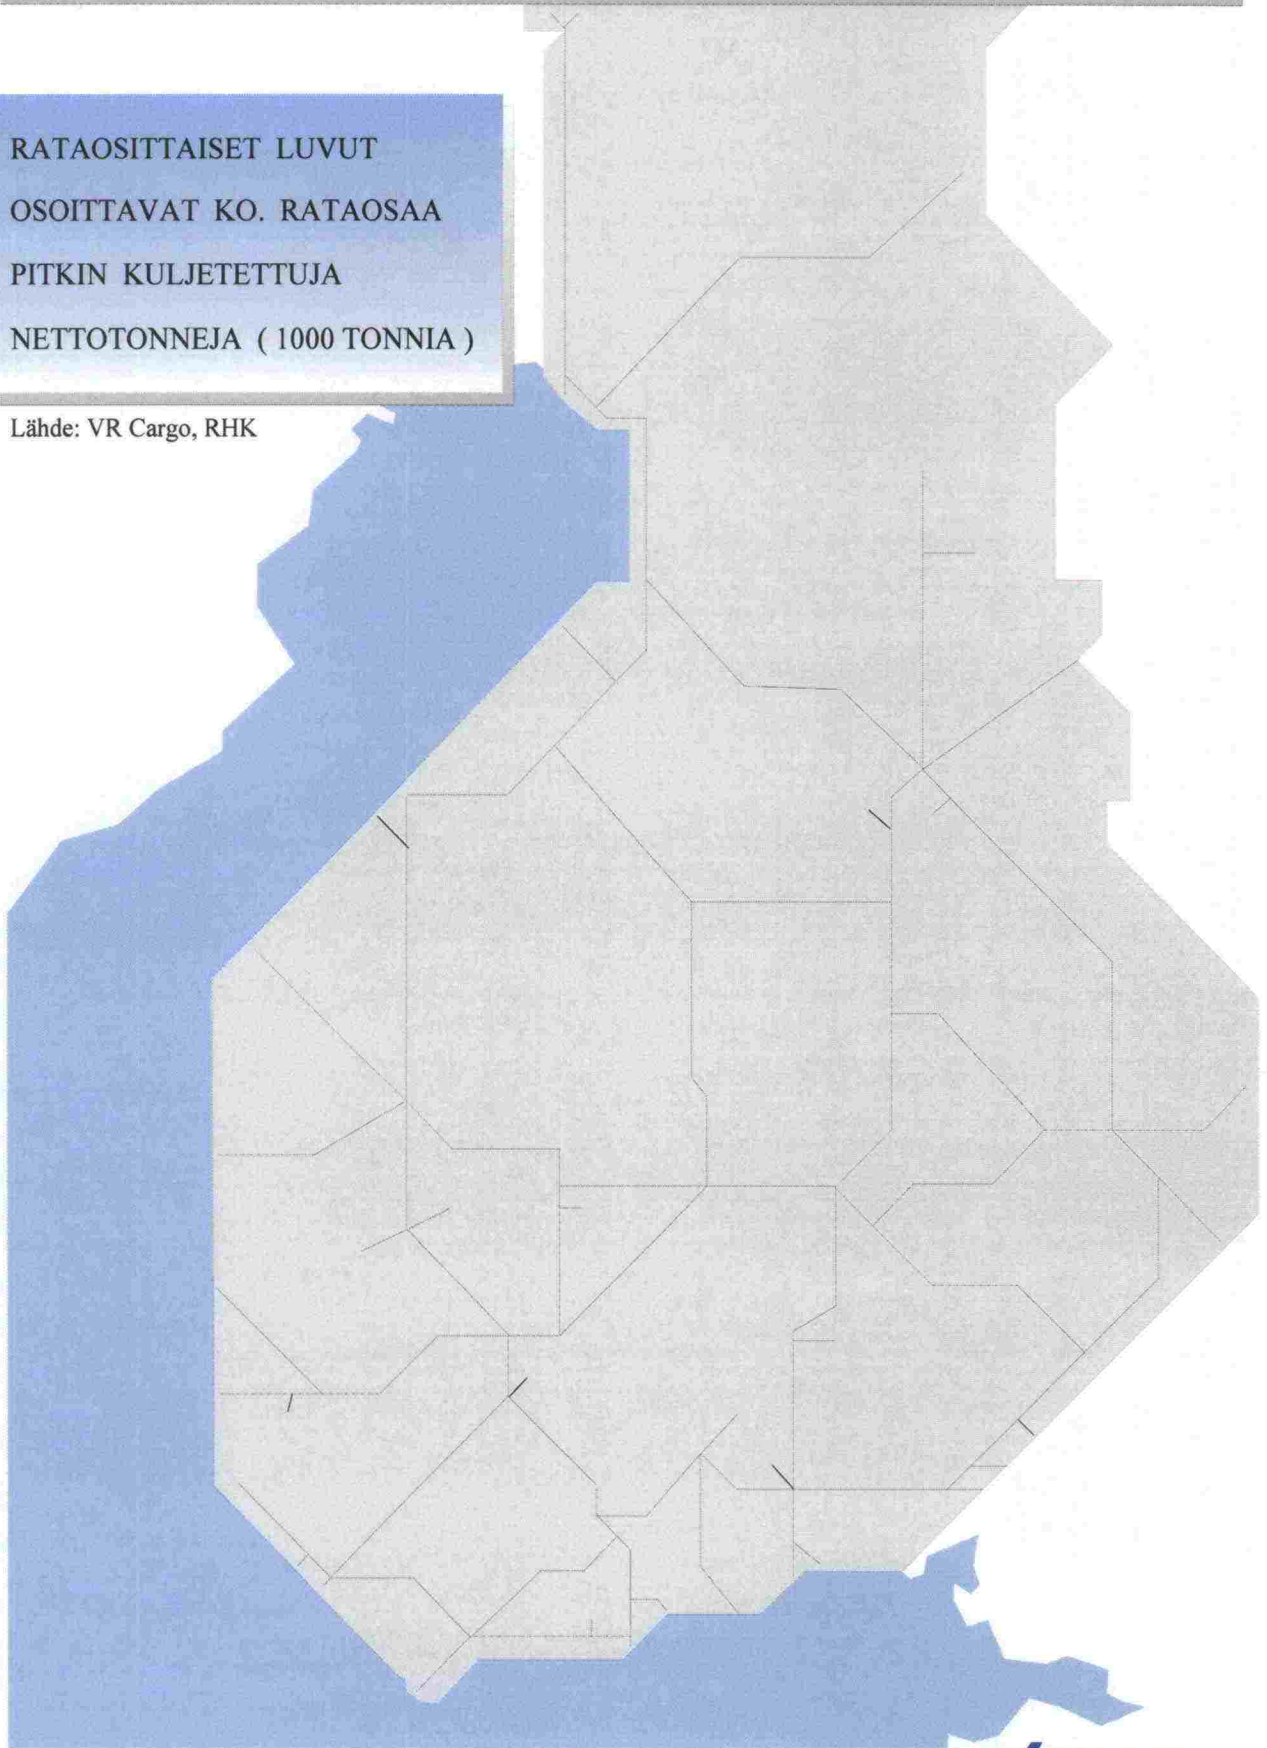 RATAOSITTAISET LUVUT
OSOITTAVAT KO. RATAOSAA
PITKIN KULJETETTUJA
NETTOTONNEJA ( 1000 TONNIA )
Lähde: VR Cargo, RHK